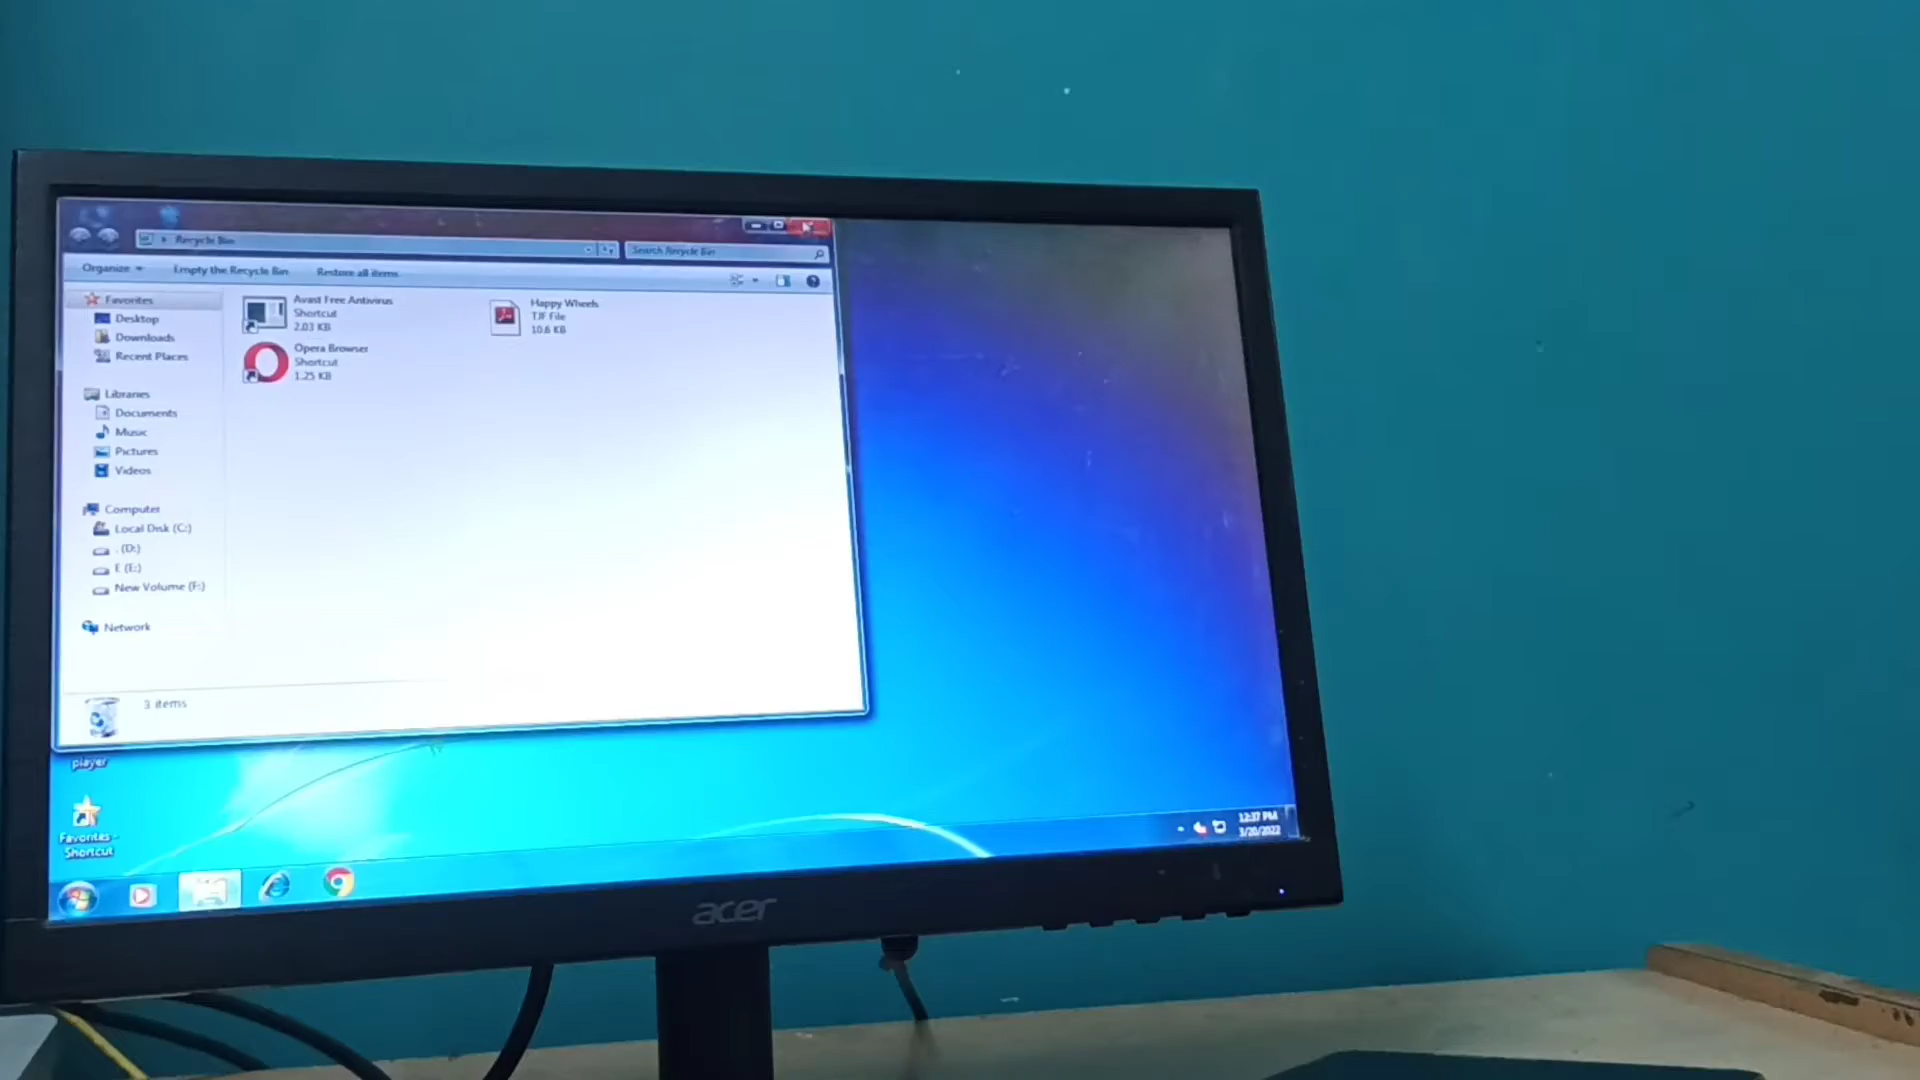 Recycle Bin
Search Recycle Bin
Organize
Empty the Recycle Bin
Restore all items
Favorites
Desktop
Downloads
Recent Places
Libraries
Documents
Music
Pictures
Videos
Computer
Local Disk (C:)
. (D:)
E (E:)
New Volume (F:)
Network
Avast Free Antivirus
Shortcut
2.03 KB
Opera Browser
Shortcut
1.25 KB
Happy Wheels
TJF File
10.6 KB
3 items
player
Favorites -
Shortcut
12:37 PM
3/20/2022
acer